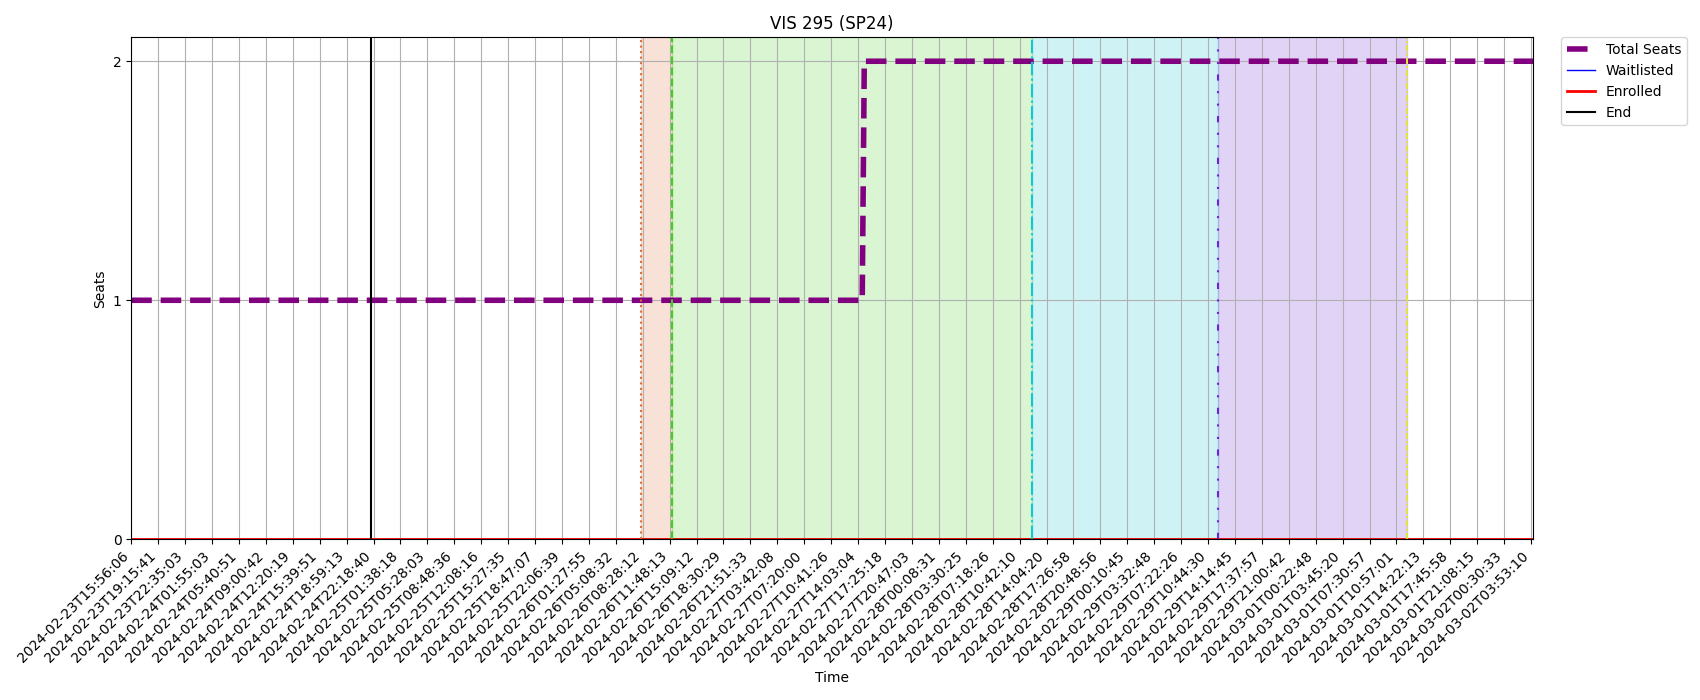 VIS 295 (SP24)
Total Seats
Waitlisted
Enrolled
End
Seats
2
1
0
2024-02-23T15:56:06
2024-02-23T19:15:41
2024-02-23T22:35:03
2024-02-24T01:55:03
2024-02-24T05:40:51
2024-02-24T09:00:42
2024-02-24T12:20:19
2024-02-24T15:39:51
2024-02-24T18:59:13
2024-02-24T22:18:40
2024-02-25T01:38:18
2024-02-25T05:28:03
2024-02-25T08:48:36
2024-02-25T12:08:16
2024-02-25T15:27:35
2024-02-25T18:47:07
2024-02-25T22:06:39
2024-02-26T01:27:55
2024-02-26T05:08:32
2024-02-26T08:28:12
2024-02-26T11:48:13
2024-02-26T15:09:12
2024-02-26T18:30:29
2024-02-26T21:51:33
2024-02-27T03:42:08
2024-02-27T07:20:00
2024-02-27T10:41:26
2024-02-27T14:03:04
2024-02-27T17:25:18
2024-02-27T20:47:03
2024-02-28T00:08:31
2024-02-28T03:30:25
2024-02-28T07:18:26
2024-02-28T10:42:10
2024-02-28T14:04:20
2024-02-28T17:26:58
2024-02-28T20:48:56
2024-02-29T00:10:45
2024-02-29T03:32:48
2024-02-29T07:22:26
2024-02-29T10:44:30
2024-02-29T14:14:45
2024-02-29T17:37:57
2024-02-29T21:00:42
2024-03-01T00:22:48
2024-03-01T03:45:20
2024-03-01T07:30:57
2024-03-01T10:57:01
2024-03-01T14:22:13
2024-03-01T17:45:58
2024-03-01T21:08:15
2024-03-02T00:30:33
2024-03-02T03:53:10
Time